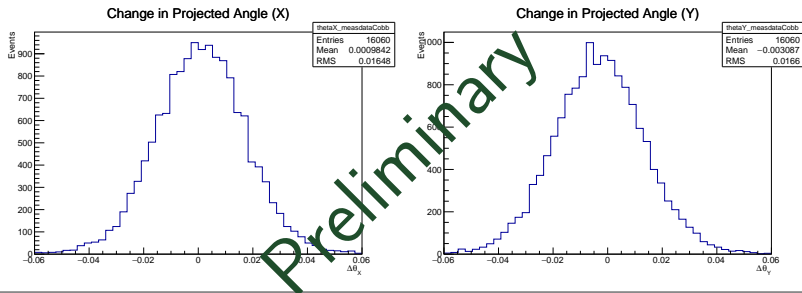 Change in Projected Angle (X)
thetaX_measdataCobb
Entries 16060
Mean 0.0009842
RMS 0.01648
Events
900
800
700
600
500
400
300
200
100
0
−0.06 −0.04 −0.02 0 0.02 0.04 0.06
Δθ_X
Change in Projected Angle (Y)
thetaY_measdataCobb
Entries 16060
Mean −0.003087
RMS 0.0166
Events
1000
800
600
400
200
0
−0.06 −0.04 −0.02 0 0.02 0.04 0.06
Δθ_Y
Preliminary